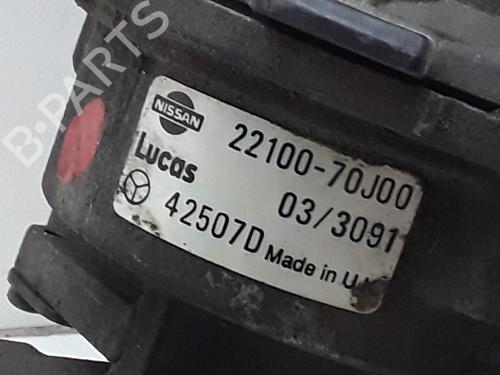 B-PARTS
NISSAN
22100-70J00
Lucas
03/3091
42507D Made in